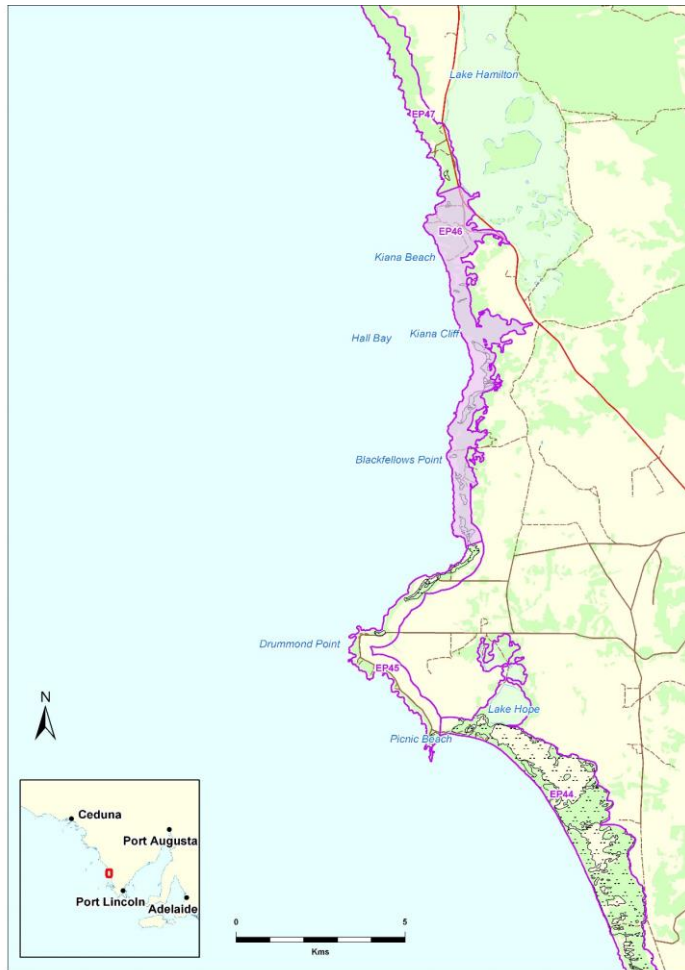 Lake Hamilton
EP47
EP46
Kiana Beach
Hall Bay
Kiana Cliff
Blackfellows Point
Drummond Point
EP45
Lake Hope
Picnic Beach
EP44
N
Ceduna
Port Augusta
Port Lincoln
Adelaide
0
5
Kms